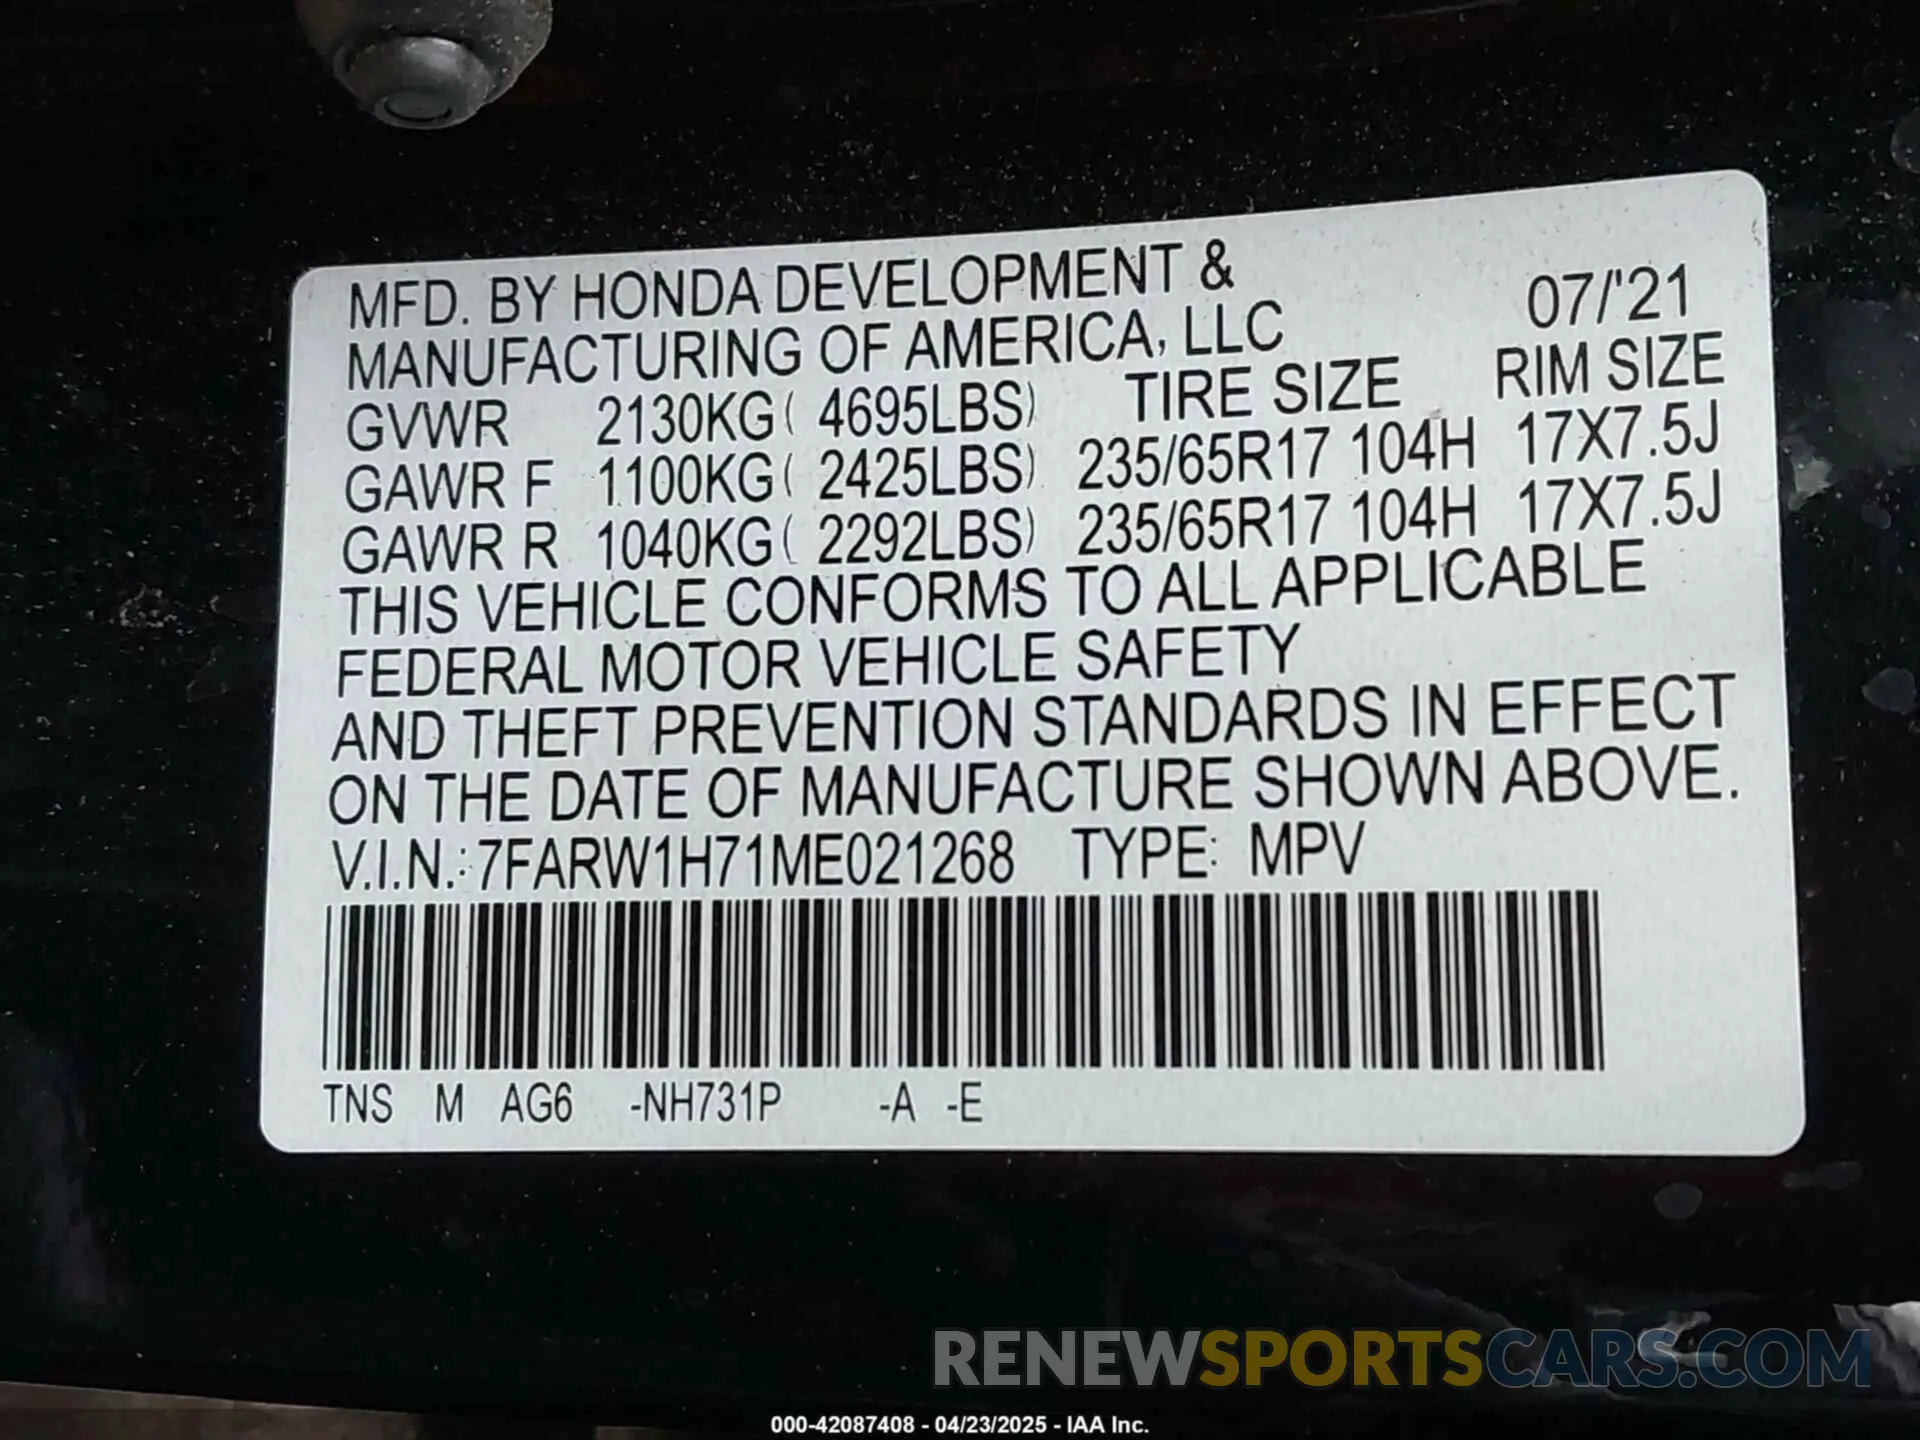 MFD. BY HONDA DEVELOPMENT &
MANUFACTURING OF AMERICA, LLC 07/'21
GVWR 2130KG( 4695LBS) TIRE SIZE RIM SIZE
GAWR F 1100KG( 2425LBS) 235/65R17 104H 17X7.5J
GAWR R 1040KG( 2292LBS) 235/65R17 104H 17X7.5J
THIS VEHICLE CONFORMS TO ALL APPLICABLE
FEDERAL MOTOR VEHICLE SAFETY
AND THEFT PREVENTION STANDARDS IN EFFECT
ON THE DATE OF MANUFACTURE SHOWN ABOVE.
V.I.N.: 7FARW1H71ME021268 TYPE: MPV
TNS M AG6 -NH731P -A -E
RENEWSPORTSCARS.COM
000-42087408 - 04/23/2025 - IAA Inc.